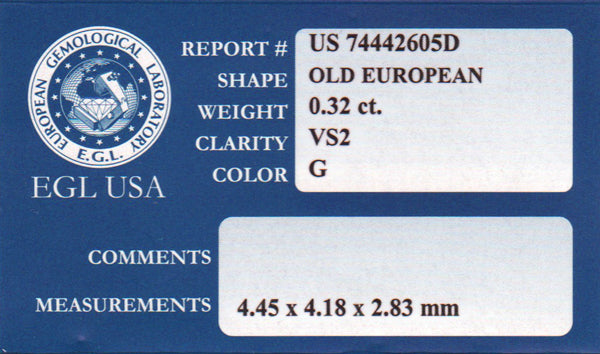 EUROPEAN GEMOLOGICAL LABORATORY
E.G.L.
EGL USA
REPORT # US 74442605D
SHAPE OLD EUROPEAN
WEIGHT 0.32 ct.
CLARITY VS2
COLOR G
COMMENTS
MEASUREMENTS 4.45 x 4.18 x 2.83 mm